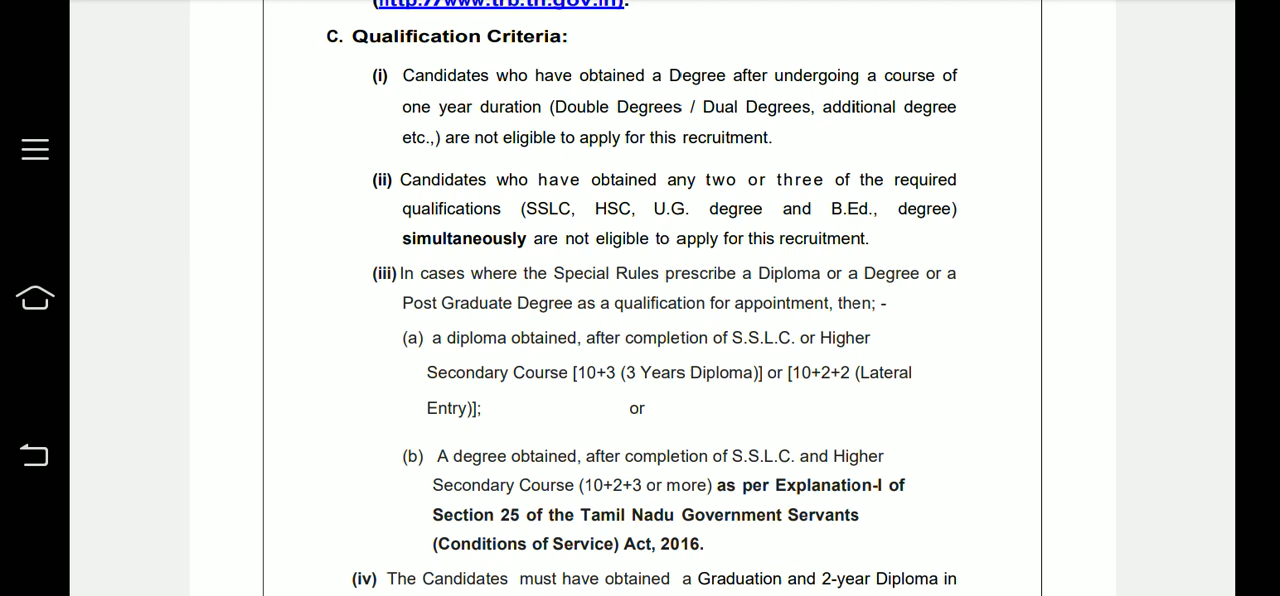 (http://www.trb.tn.gov.in).
C. Qualification Criteria:
(i) Candidates who have obtained a Degree after undergoing a course of
one year duration (Double Degrees / Dual Degrees, additional degree
etc.,) are not eligible to apply for this recruitment.
(ii) Candidates who have obtained any two or three of the required
qualifications (SSLC, HSC, U.G. degree and B.Ed., degree)
simultaneously are not eligible to apply for this recruitment.
(iii) In cases where the Special Rules prescribe a Diploma or a Degree or a
Post Graduate Degree as a qualification for appointment, then; -
(a) a diploma obtained, after completion of S.S.L.C. or Higher
Secondary Course [10+3 (3 Years Diploma)] or [10+2+2 (Lateral
Entry)]; or
(b) A degree obtained, after completion of S.S.L.C. and Higher
Secondary Course (10+2+3 or more) as per Explanation-I of
Section 25 of the Tamil Nadu Government Servants
(Conditions of Service) Act, 2016.
(iv) The Candidates must have obtained a Graduation and 2-year Diploma in